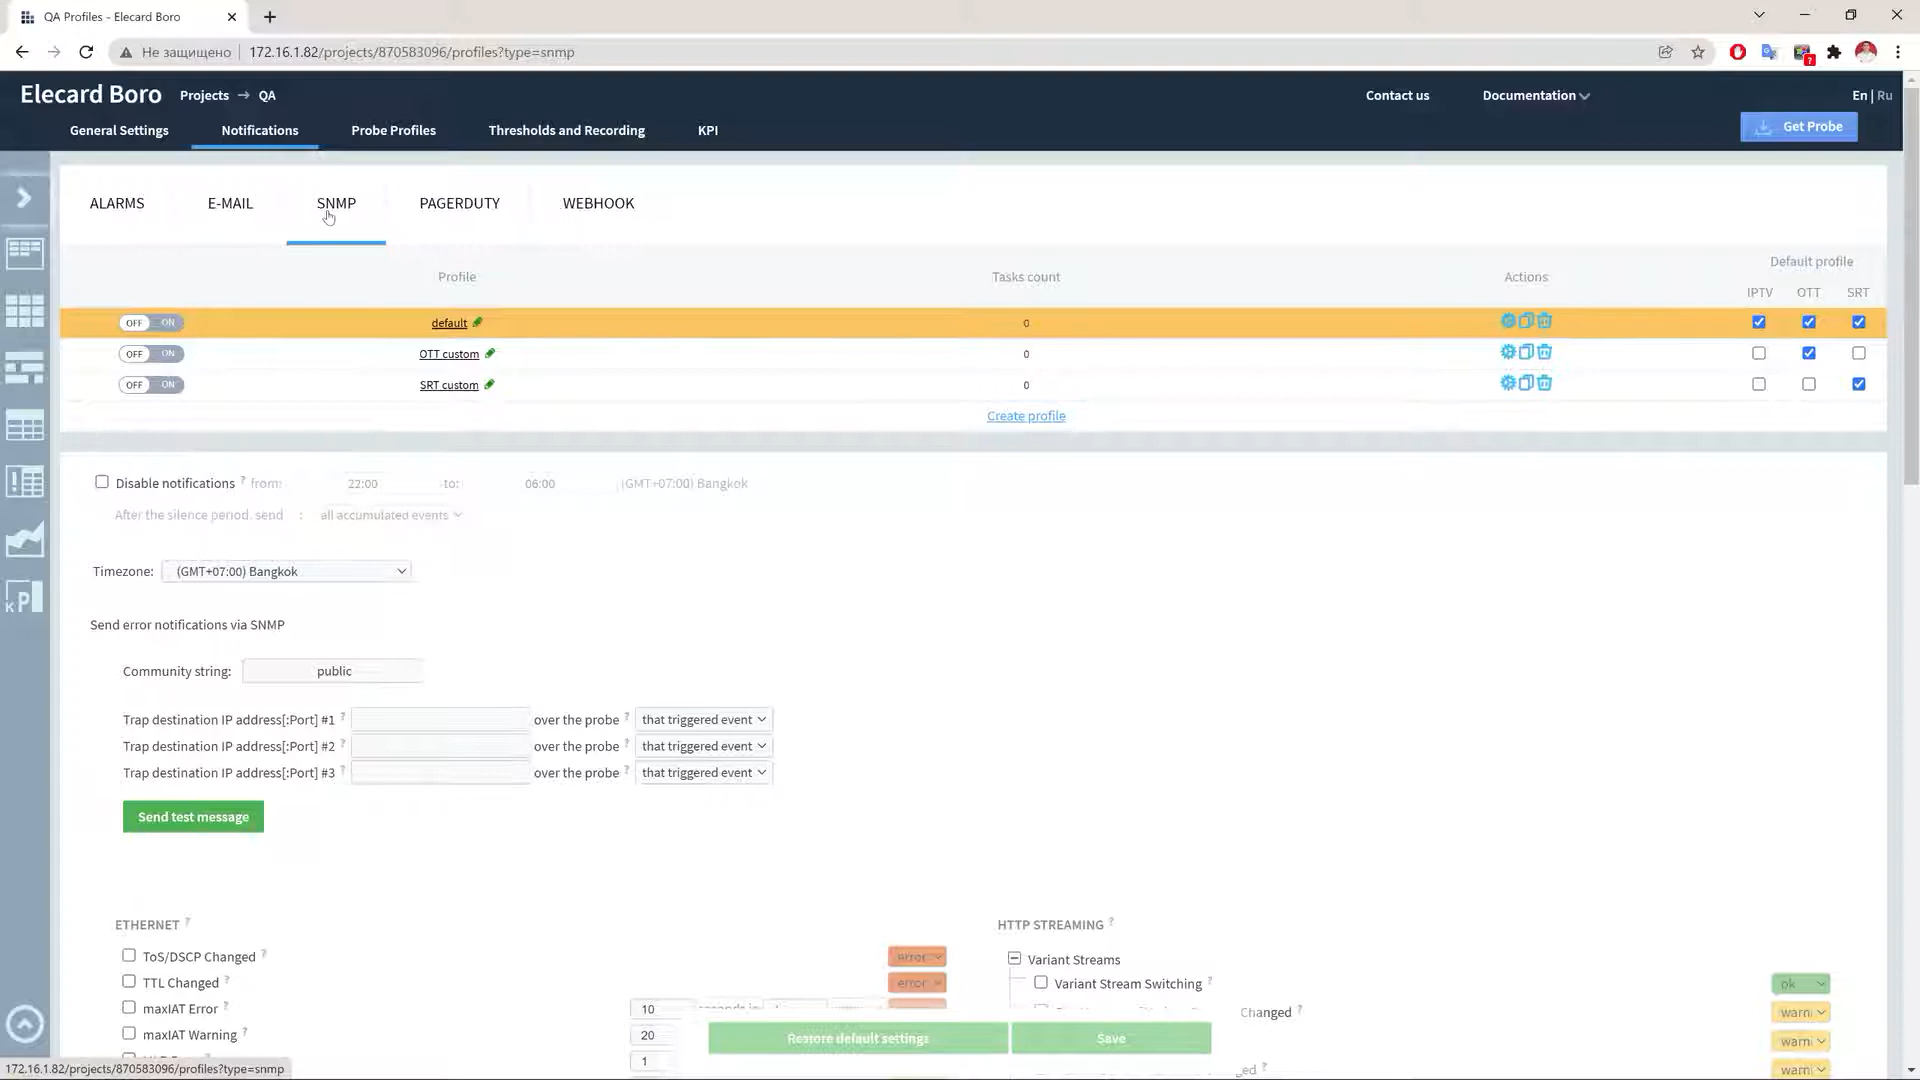 QA Profiles - Elecard Boro
Не защищено 172.16.1.82/projects/870583096/profiles?type=snmp
?
Elecard Boro Projects → QA Contact us Documentation En | Ru
General Settings Notifications Probe Profiles Thresholds and Recording KPI Get Probe
ALARMS E-MAIL SNMP PAGERDUTY WEBHOOK
Profile Tasks count Actions Default profile
IPTV OTT SRT
OFF ON default 0
OFF ON OTT custom 0
OFF ON SRT custom 0
Create profile
Disable notifications ? from: 22:00 to: 06:00 (GMT+07:00) Bangkok
After the silence period, send : all accumulated events
Timezone: (GMT+07:00) Bangkok
KPI
Send error notifications via SNMP
Community string: public
Trap destination IP address[:Port] #1 ? over the probe ? that triggered event
Trap destination IP address[:Port] #2 ? over the probe ? that triggered event
Trap destination IP address[:Port] #3 ? over the probe ? that triggered event
Send test message
ETHERNET ? HTTP STREAMING ?
ToS/DSCP Changed ? error Variant Streams
TTL Changed ? error Variant Stream Switching ? ok
maxIAT Error ? 10 Changed ? warni
maxIAT Warning ? 20 Restore default settings Save warni
1 ged ? warni
172.16.1.82/projects/870583096/profiles?type=snmp